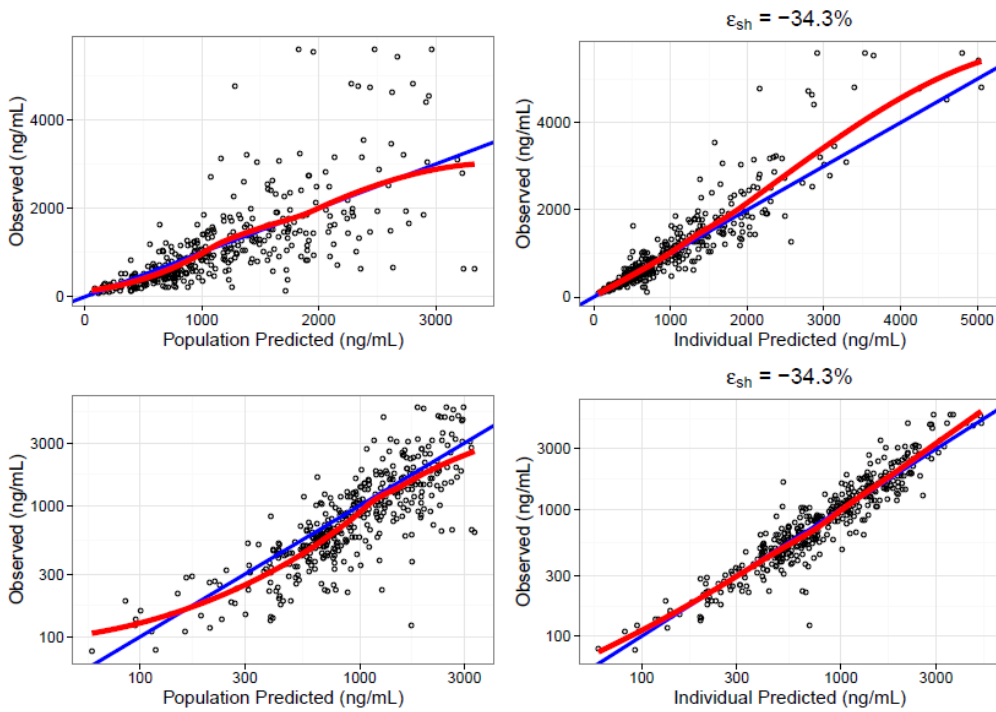 εsh = −34.3%
Observed (ng/mL)
4000
2000
0
0 1000 2000 3000
Population Predicted (ng/mL)
Observed (ng/mL)
4000
2000
0
0 1000 2000 3000 4000 5000
Individual Predicted (ng/mL)
εsh = −34.3%
Observed (ng/mL)
3000
1000
300
100
100 300 1000 3000
Population Predicted (ng/mL)
Observed (ng/mL)
3000
1000
300
100
100 300 1000 3000
Individual Predicted (ng/mL)